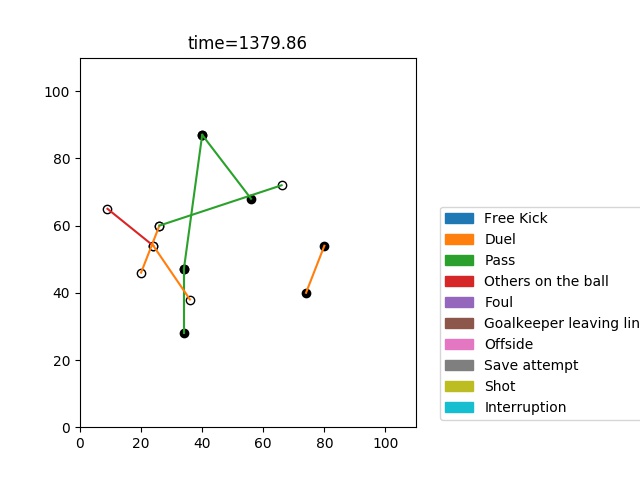 time=1379.86
100
80
60
40
20
0
0 20 40 60 80 100
Free Kick
Duel
Pass
Others on the ball
Foul
Goalkeeper leaving lin
Offside
Save attempt
Shot
Interruption